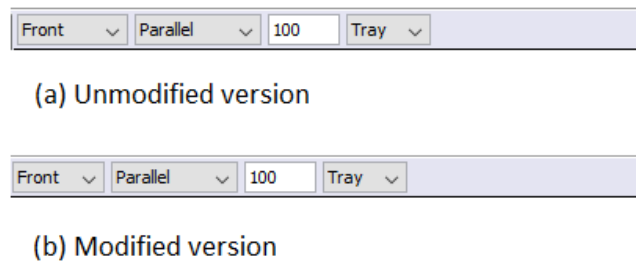 Front Parallel 100 Tray
(a) Unmodified version
Front Parallel 100 Tray
(b) Modified version